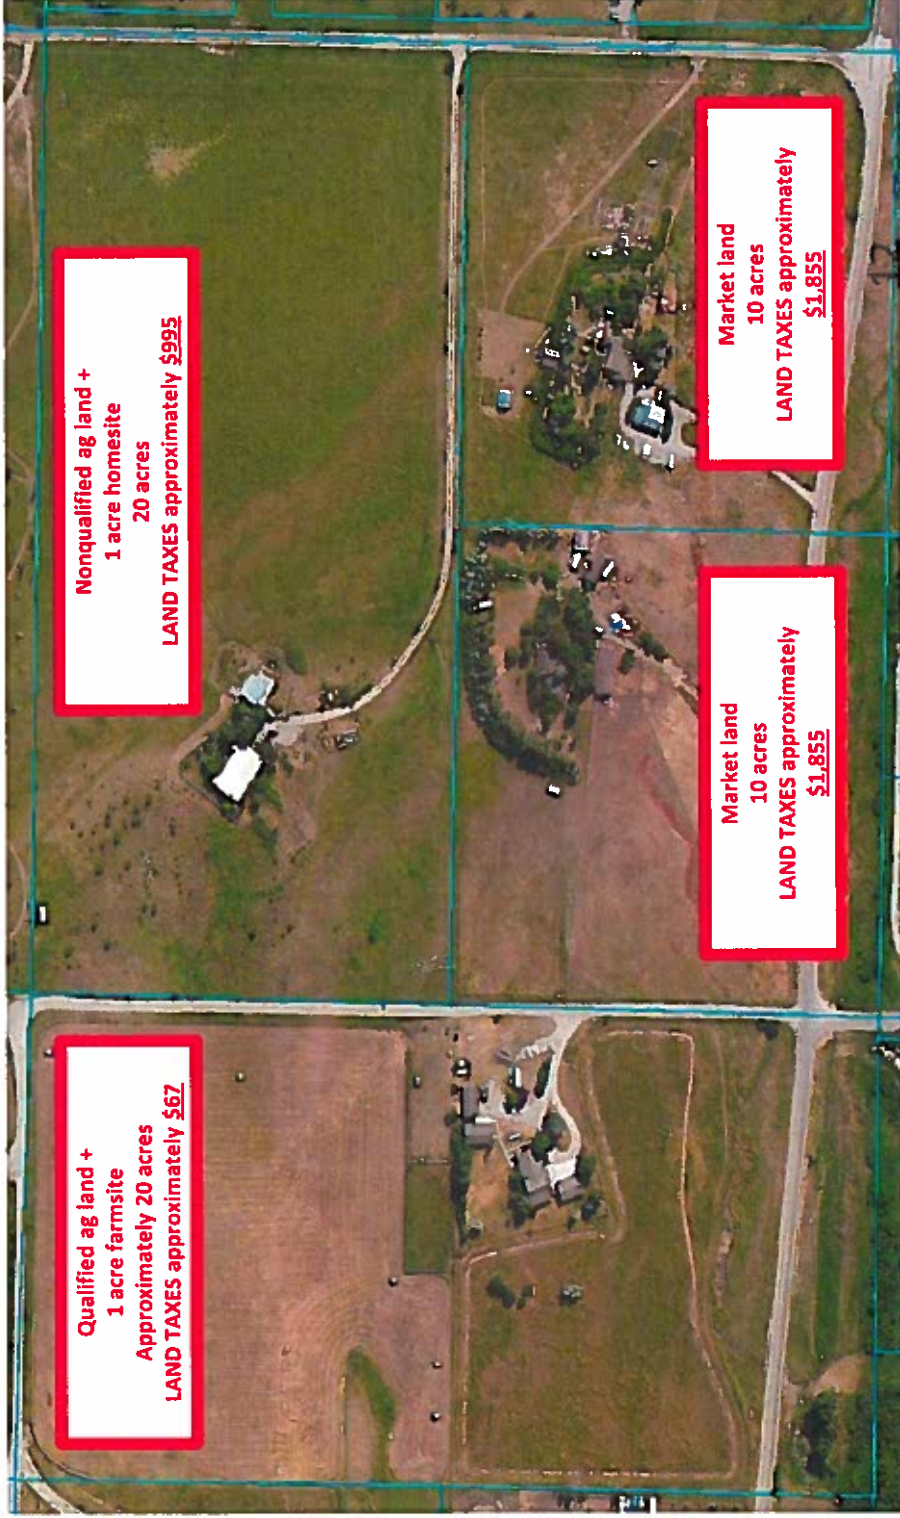 Qualified ag land +
1 acre farmsite
Approximately 20 acres
LAND TAXES approximately $67
Nonqualified ag land +
1 acre homesite
20 acres
LAND TAXES approximately $995
Market land
10 acres
LAND TAXES approximately
$1,855
Market land
10 acres
LAND TAXES approximately
$1,855